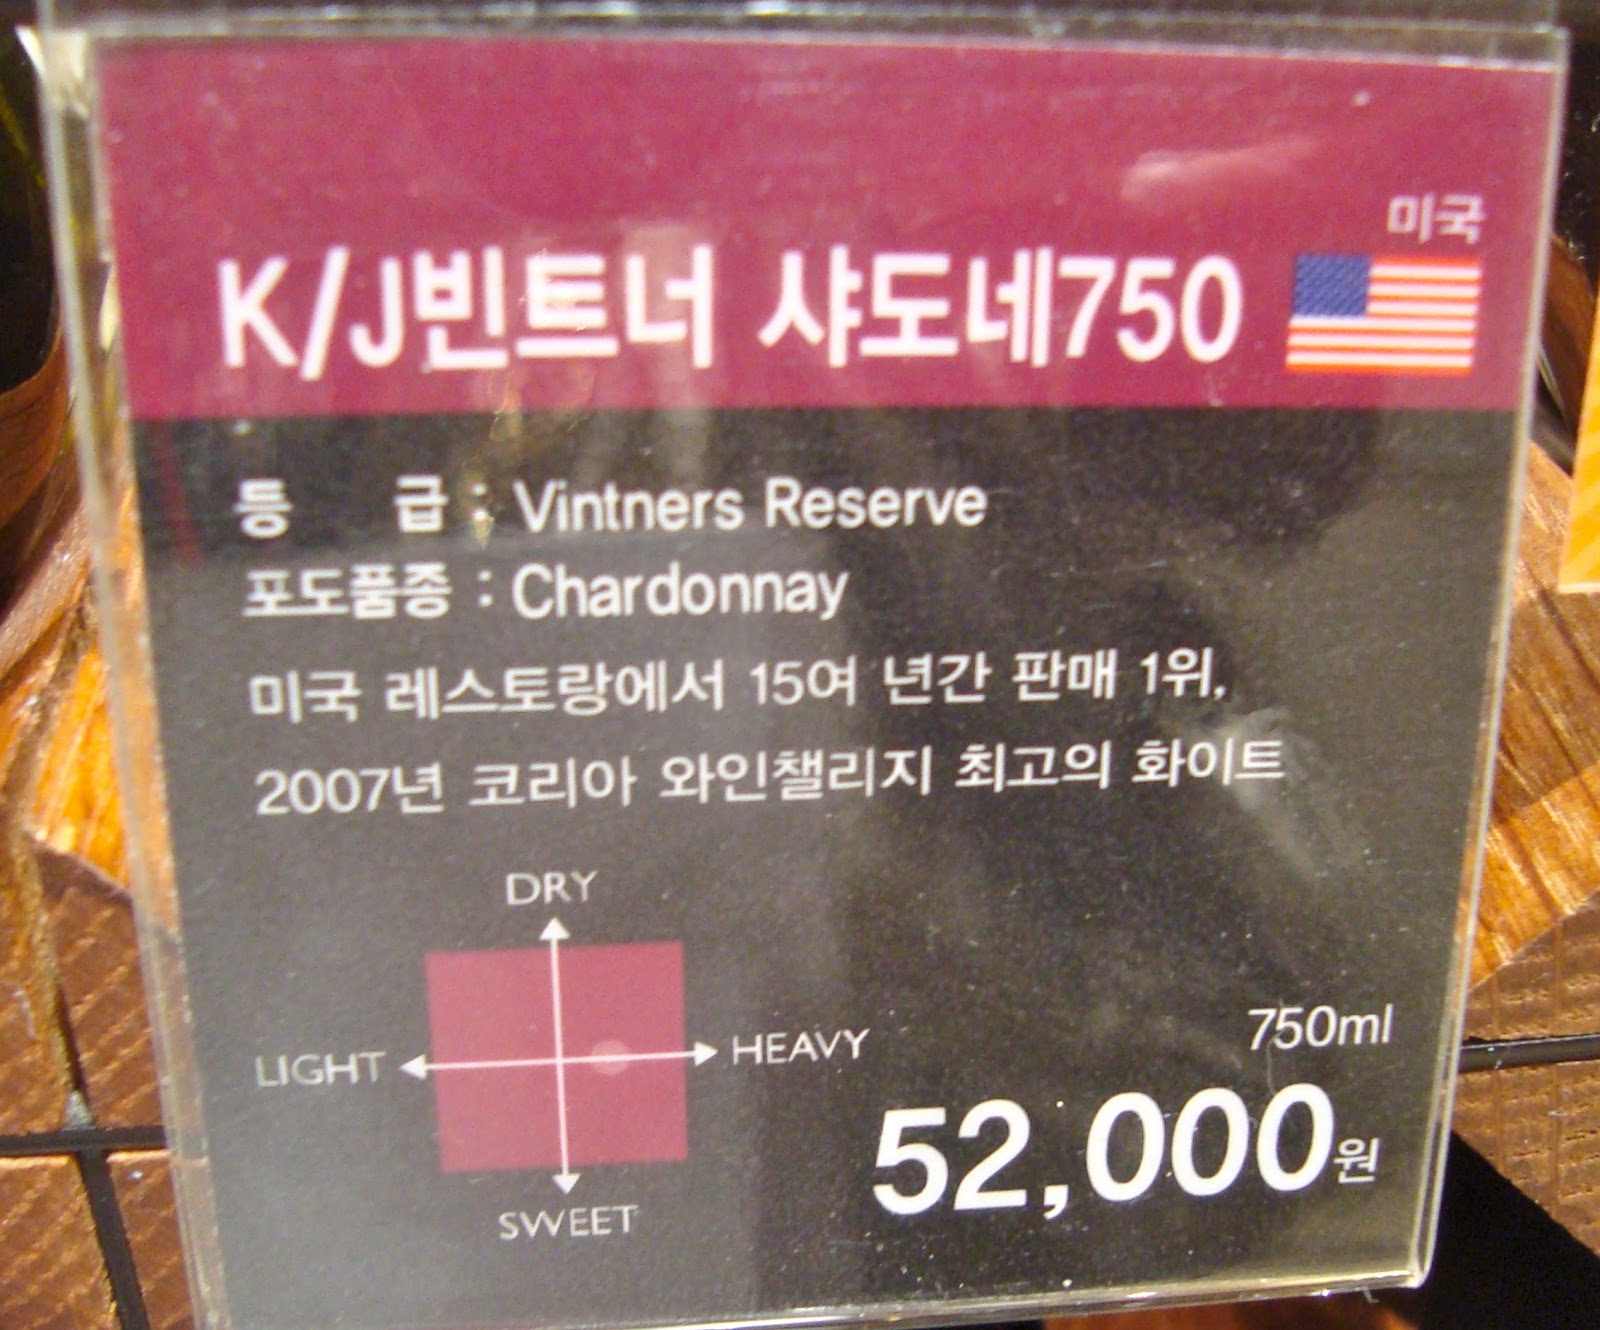 미국
K/J빈트너 샤도네750
등 급 : Vintners Reserve
포도품종 : Chardonnay
미국 레스토랑에서 15여 년간 판매 1위,
2007년 코리아 와인챌리지 최고의 화이트
DRY
LIGHT
HEAVY
SWEET
750ml
52,000원